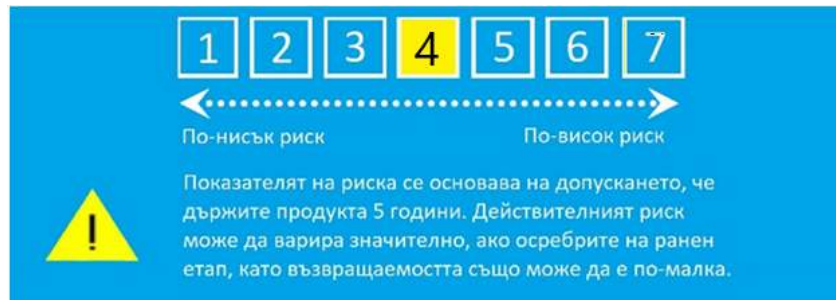 1 2 3 4 5 6 7
По-нисък риск По-висок риск
Показателят на риска се основава на допускането, че
държите продукта 5 години. Действителният риск
може да варира значително, ако осребрите на ранен
етап, като възвращаемостта също може да е по-малка.
!